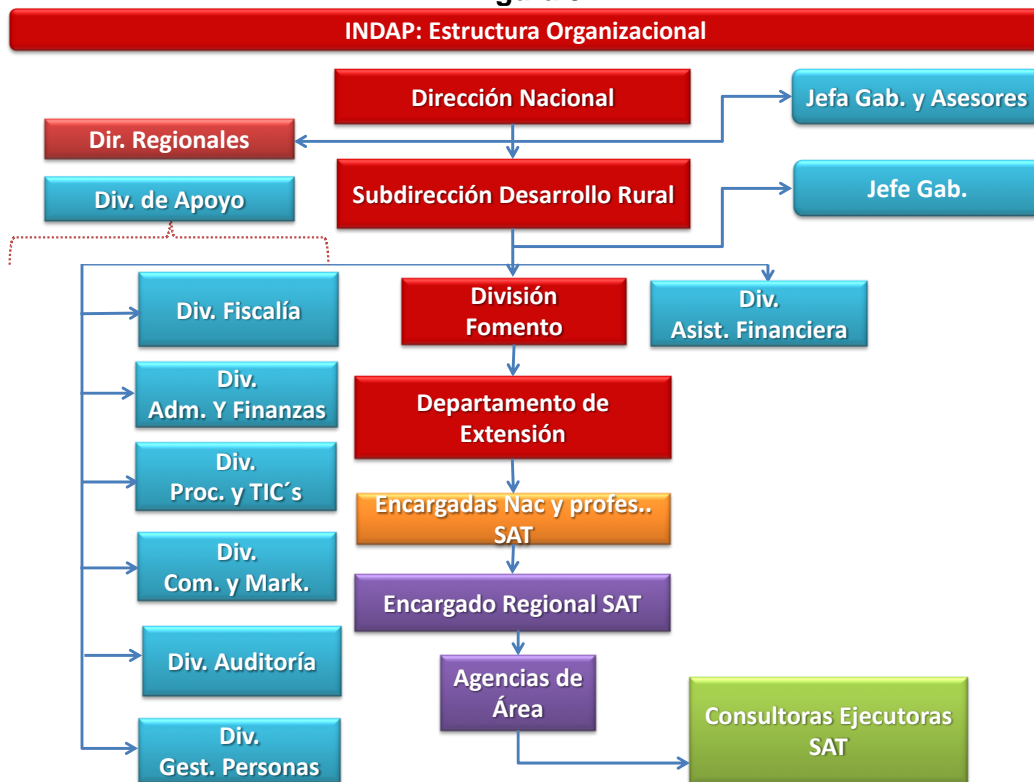 INDAP: Estructura Organizacional
Dirección Nacional
Jefa Gab. y Asesores
Dir. Regionales
Subdirección Desarrollo Rural
Jefe Gab.
Div. de Apoyo
Div. Fiscalía
División
Fomento
Div.
Asist. Financiera
Div.
Adm. Y Finanzas
Departamento de
Extensión
Div.
Proc. y TIC´s
Encargadas Nac y profes..
SAT
Div.
Com. y Mark.
Encargado Regional SAT
Div. Auditoría
Agencias de
Área
Consultoras Ejecutoras
SAT
Div.
Gest. Personas